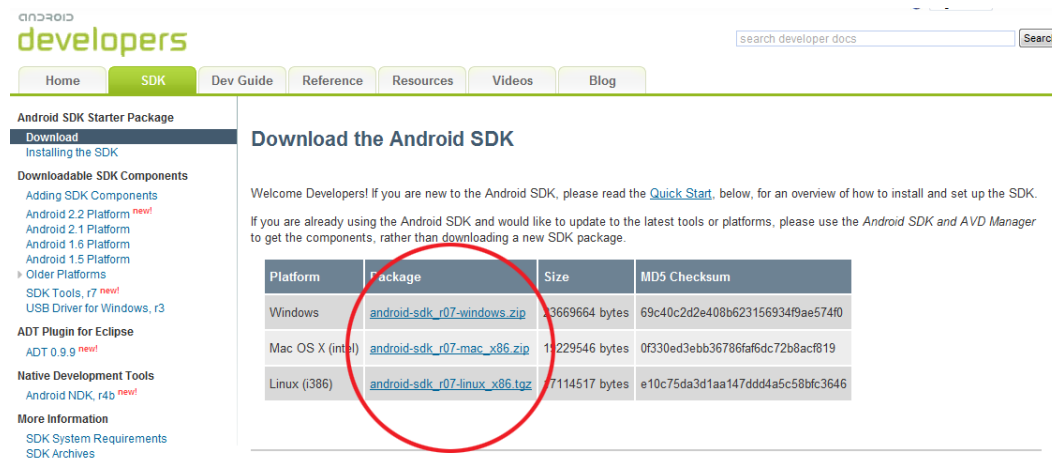 android
developers
search developer docs
Search
Home
SDK
Dev Guide
Reference
Resources
Videos
Blog
Android SDK Starter Package
Download
Installing the SDK
Downloadable SDK Components
Adding SDK Components
Android 2.2 Platform new!
Android 2.1 Platform
Android 1.6 Platform
Android 1.5 Platform
Older Platforms
SDK Tools, r7 new!
USB Driver for Windows, r3
ADT Plugin for Eclipse
ADT 0.9.9 new!
Native Development Tools
Android NDK, r4b new!
More Information
SDK System Requirements
SDK Archives
Download the Android SDK
Welcome Developers! If you are new to the Android SDK, please read the Quick Start, below, for an overview of how to install and set up the SDK.
If you are already using the Android SDK and would like to update to the latest tools or platforms, please use the Android SDK and AVD Manager
to get the components, rather than downloading a new SDK package.
Platform Package Size MD5 Checksum
Windows android-sdk_r07-windows.zip 23669664 bytes 69c40c2d2e408b623156934f9ae574f0
Mac OS X (intel) android-sdk_r07-mac_x86.zip 19229546 bytes 0f330ed3ebb36786faf6dc72b8acf819
Linux (i386) android-sdk_r07-linux_x86.tgz 17114517 bytes e10c75da3d1aa147ddd4a5c58bfc3646